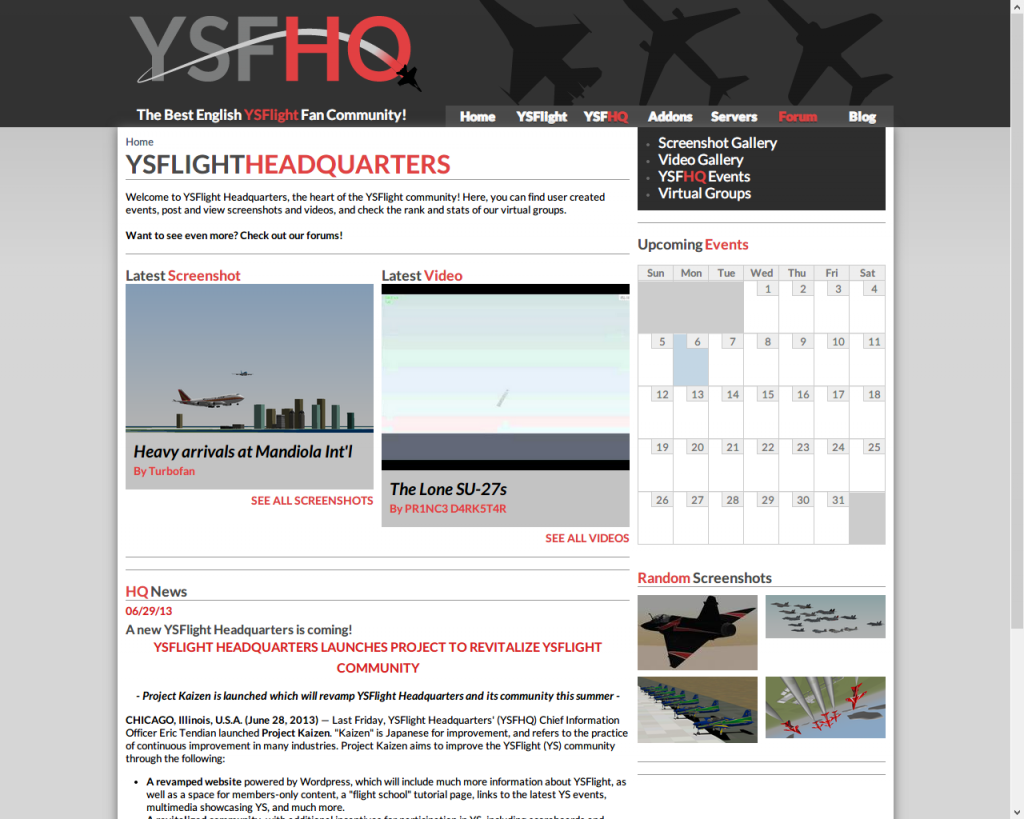 YSFHQ
The Best English YSFlight Fan Community!
Home YSFlight YSFHQ Addons Servers Forum Blog
Home
YSFLIGHTHEADQUARTERS
Welcome to YSFlight Headquarters, the heart of the YSFlight community! Here, you can find user created
events, post and view screenshots and videos, and check the rank and stats of our virtual groups.
Want to see even more? Check out our forums!
Latest Screenshot
Heavy arrivals at Mandiola Int'l
By Turbofan
SEE ALL SCREENSHOTS
Latest Video
The Lone SU-27s
By PR1NC3 D4RK5T4R
SEE ALL VIDEOS
HQ News
06/29/13
A new YSFlight Headquarters is coming!
YSFLIGHT HEADQUARTERS LAUNCHES PROJECT TO REVITALIZE YSFLIGHT
COMMUNITY
- Project Kaizen is launched which will revamp YSFlight Headquarters and its community this summer -
CHICAGO, Illinois, U.S.A. (June 28, 2013) — Last Friday, YSFlight Headquarters' (YSFHQ) Chief Information
Officer Eric Tendian launched Project Kaizen. "Kaizen" is Japanese for improvement, and refers to the practice
of continuous improvement in many industries. Project Kaizen aims to improve the YSFlight (YS) community
through the following:
• A revamped website powered by Wordpress, which will include much more information about YSFlight, as
well as a space for members-only content, a "flight school" tutorial page, links to the latest YS events,
multimedia showcasing YS, and much more.
• A revitalized community, with additional incentives for participation in YS, including scoreboards and
• Screenshot Gallery
• Video Gallery
• YSFHQ Events
• Virtual Groups
Upcoming Events
Sun Mon Tue Wed Thu Fri Sat
1 2 3 4
5 6 7 8 9 10 11
12 13 14 15 16 17 18
19 20 21 22 23 24 25
26 27 28 29 30 31
Random Screenshots